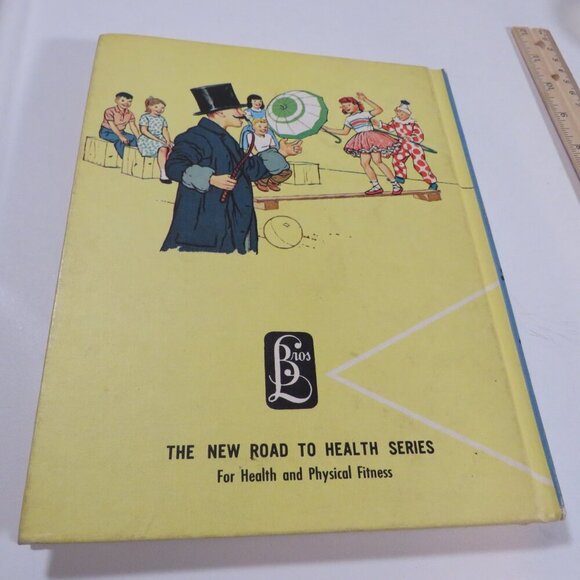 L Bros
THE NEW ROAD TO HEALTH SERIES
For Health and Physical Fitness